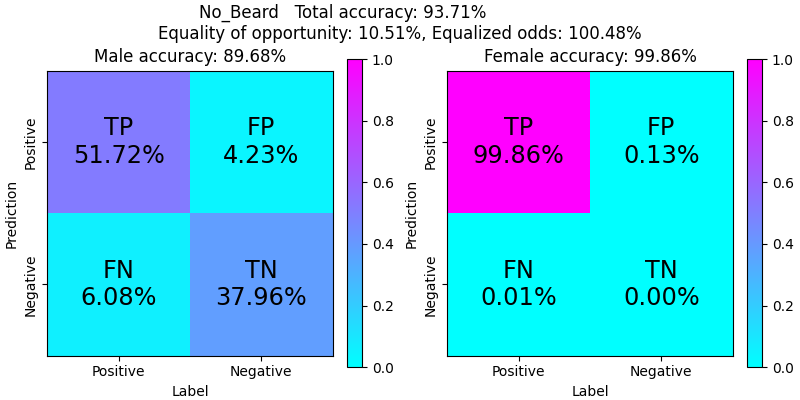 No_Beard   Total accuracy: 93.71%
Equality of opportunity: 10.51%, Equalized odds: 100.48%
Male accuracy: 89.68%
Prediction
Positive
Negative
TP
51.72%
FP
4.23%
FN
6.08%
TN
37.96%
Positive
Negative
Label
1.0
0.8
0.6
0.4
0.2
0.0
Female accuracy: 99.86%
Prediction
Positive
Negative
TP
99.86%
FP
0.13%
FN
0.01%
TN
0.00%
Positive
Negative
Label
1.0
0.8
0.6
0.4
0.2
0.0